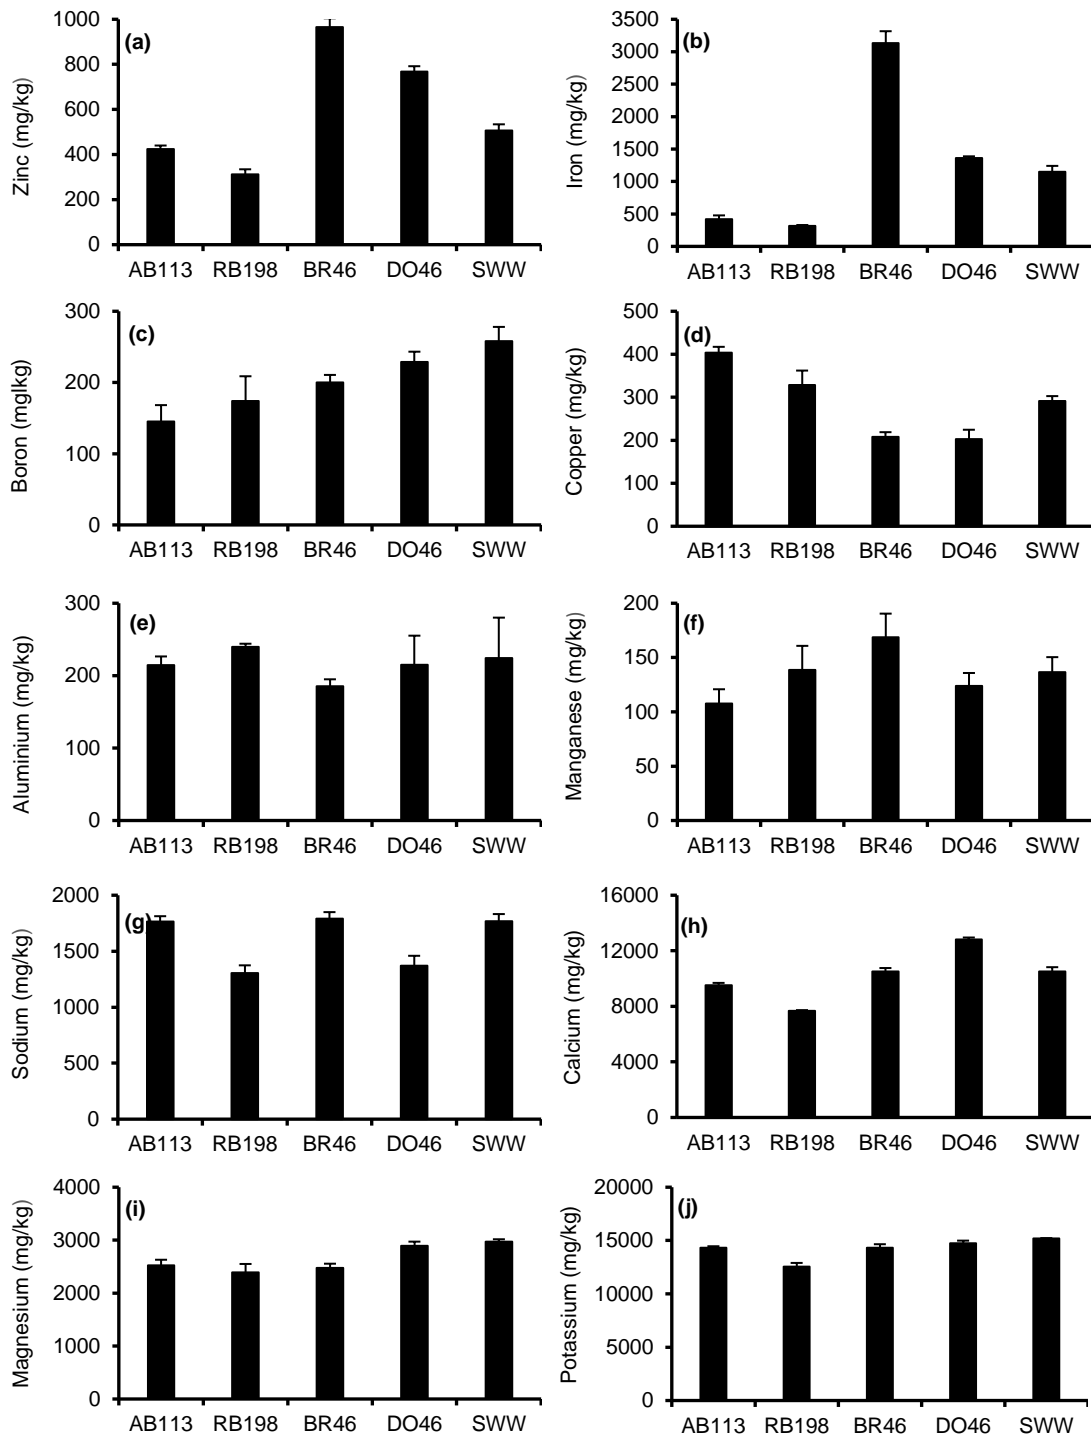 (a)
Zinc (mg/kg)
1000
800
600
400
200
0
AB113 RB198 BR46 DO46 SWW
(b)
Iron (mg/kg)
3500
3000
2500
2000
1500
1000
500
0
AB113 RB198 BR46 DO46 SWW
(c)
Boron (mglkg)
300
200
100
0
AB113 RB198 BR46 DO46 SWW
(d)
Copper (mg/kg)
500
400
300
200
100
0
AB113 RB198 BR46 DO46 SWW
(e)
Aluminium (mg/kg)
300
200
100
0
AB113 RB198 BR46 DO46 SWW
(f)
Manganese (mg/kg)
200
150
100
50
0
AB113 RB198 BR46 DO46 SWW
(g)
Sodium (mg/kg)
2000
1500
1000
500
0
AB113 RB198 BR46 DO46 SWW
(h)
Calcium (mg/kg)
16000
12000
8000
4000
0
AB113 RB198 BR46 DO46 SWW
(i)
Magnesium (mg/kg)
4000
3000
2000
1000
0
AB113 RB198 BR46 DO46 SWW
(j)
Potassium (mg/kg)
20000
15000
10000
5000
0
AB113 RB198 BR46 DO46 SWW